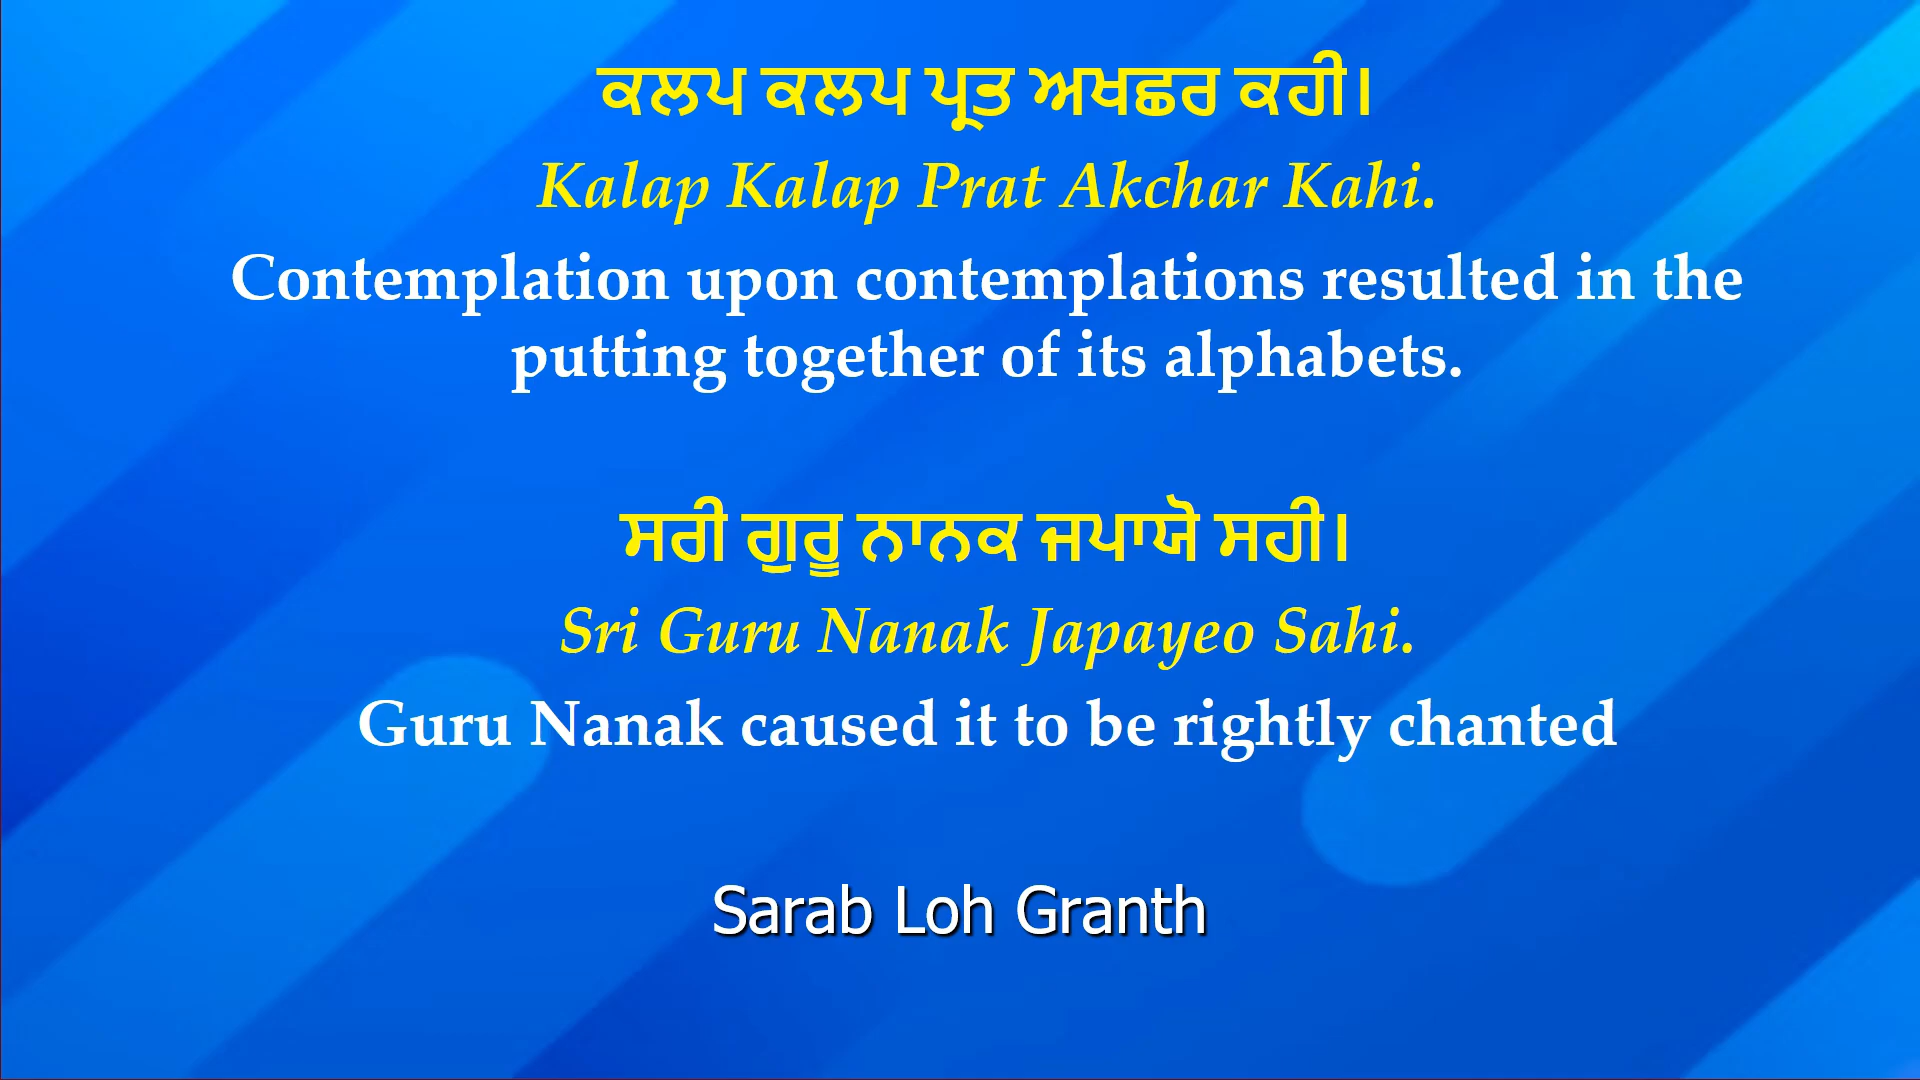 ਕਲਪ ਕਲਪ ਪ੍ਰਤ ਅਖਛਰ ਕਹੀ।
Kalap Kalap Prat Akchar Kahi.
Contemplation upon contemplations resulted in the
putting together of its alphabets.
ਸਰੀ ਗੁਰੂ ਨਾਨਕ ਜਪਾਯੋ ਸਹੀ।
Sri Guru Nanak Japayeo Sahi.
Guru Nanak caused it to be rightly chanted
Sarab Loh Granth